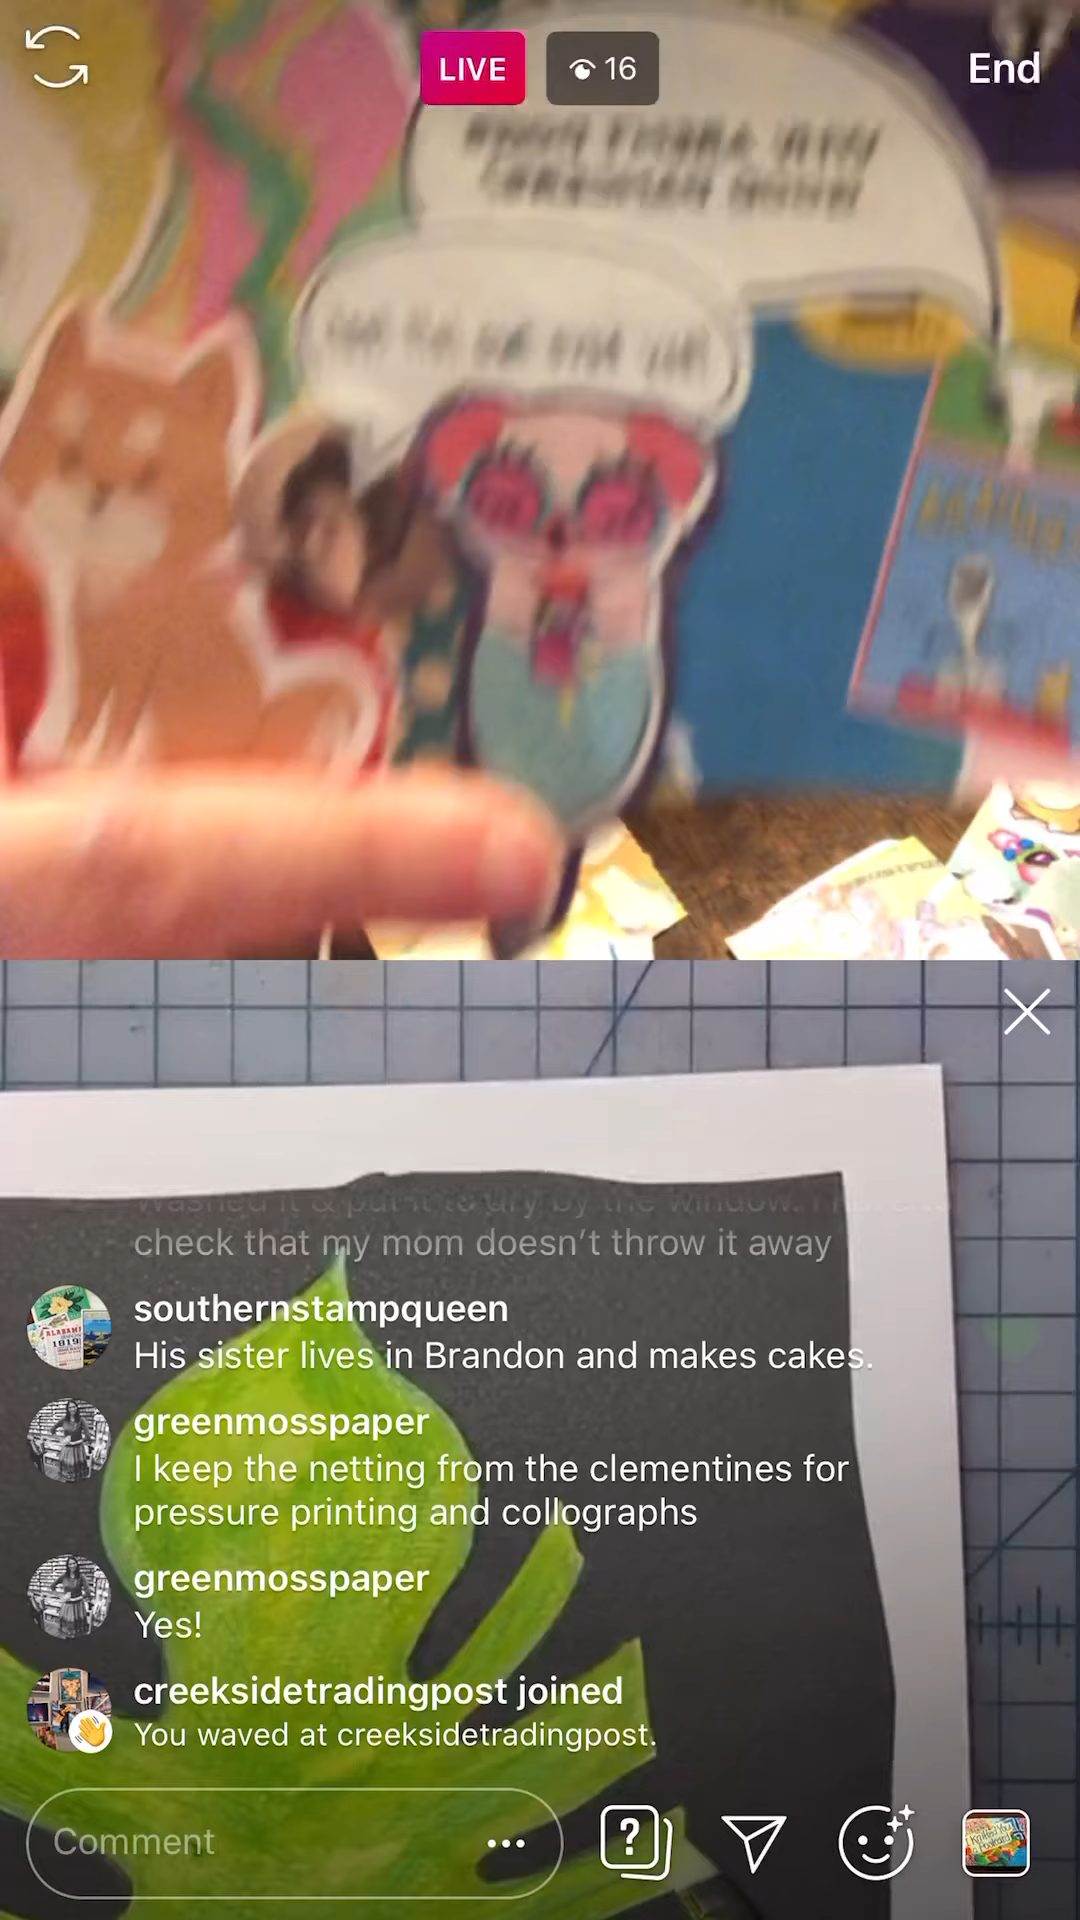 LIVE
16
End
check that my mom doesn't throw it away
southernstampqueen
His sister lives in Brandon and makes cakes.
greenmosspaper
I keep the netting from the clementines for
pressure printing and collographs
greenmosspaper
Yes!
creeksidetradingpost joined
You waved at creeksidetradingpost.
Comment
ALABAMA
1819